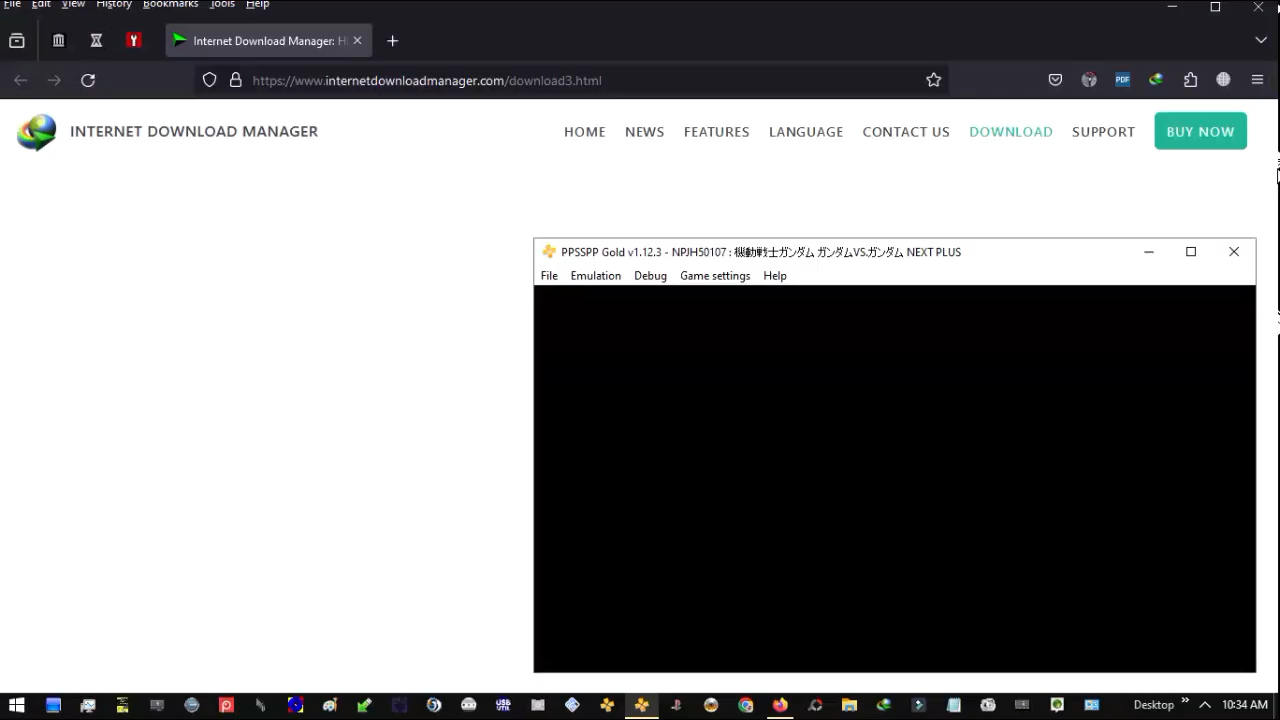 File Edit View History Bookmarks Tools Help
Internet Download Manager: H
https://www.internetdownloadmanager.com/download3.html
PDF
INTERNET DOWNLOAD MANAGER
HOME NEWS FEATURES LANGUAGE CONTACT US DOWNLOAD SUPPORT BUY NOW
PPSSPP Gold v1.12.3 - NPJH50107 : 機動戦士ガンダム ガンダムVS.ガンダム NEXT PLUS
File Emulation Debug Game settings Help
Desktop
10:34 AM